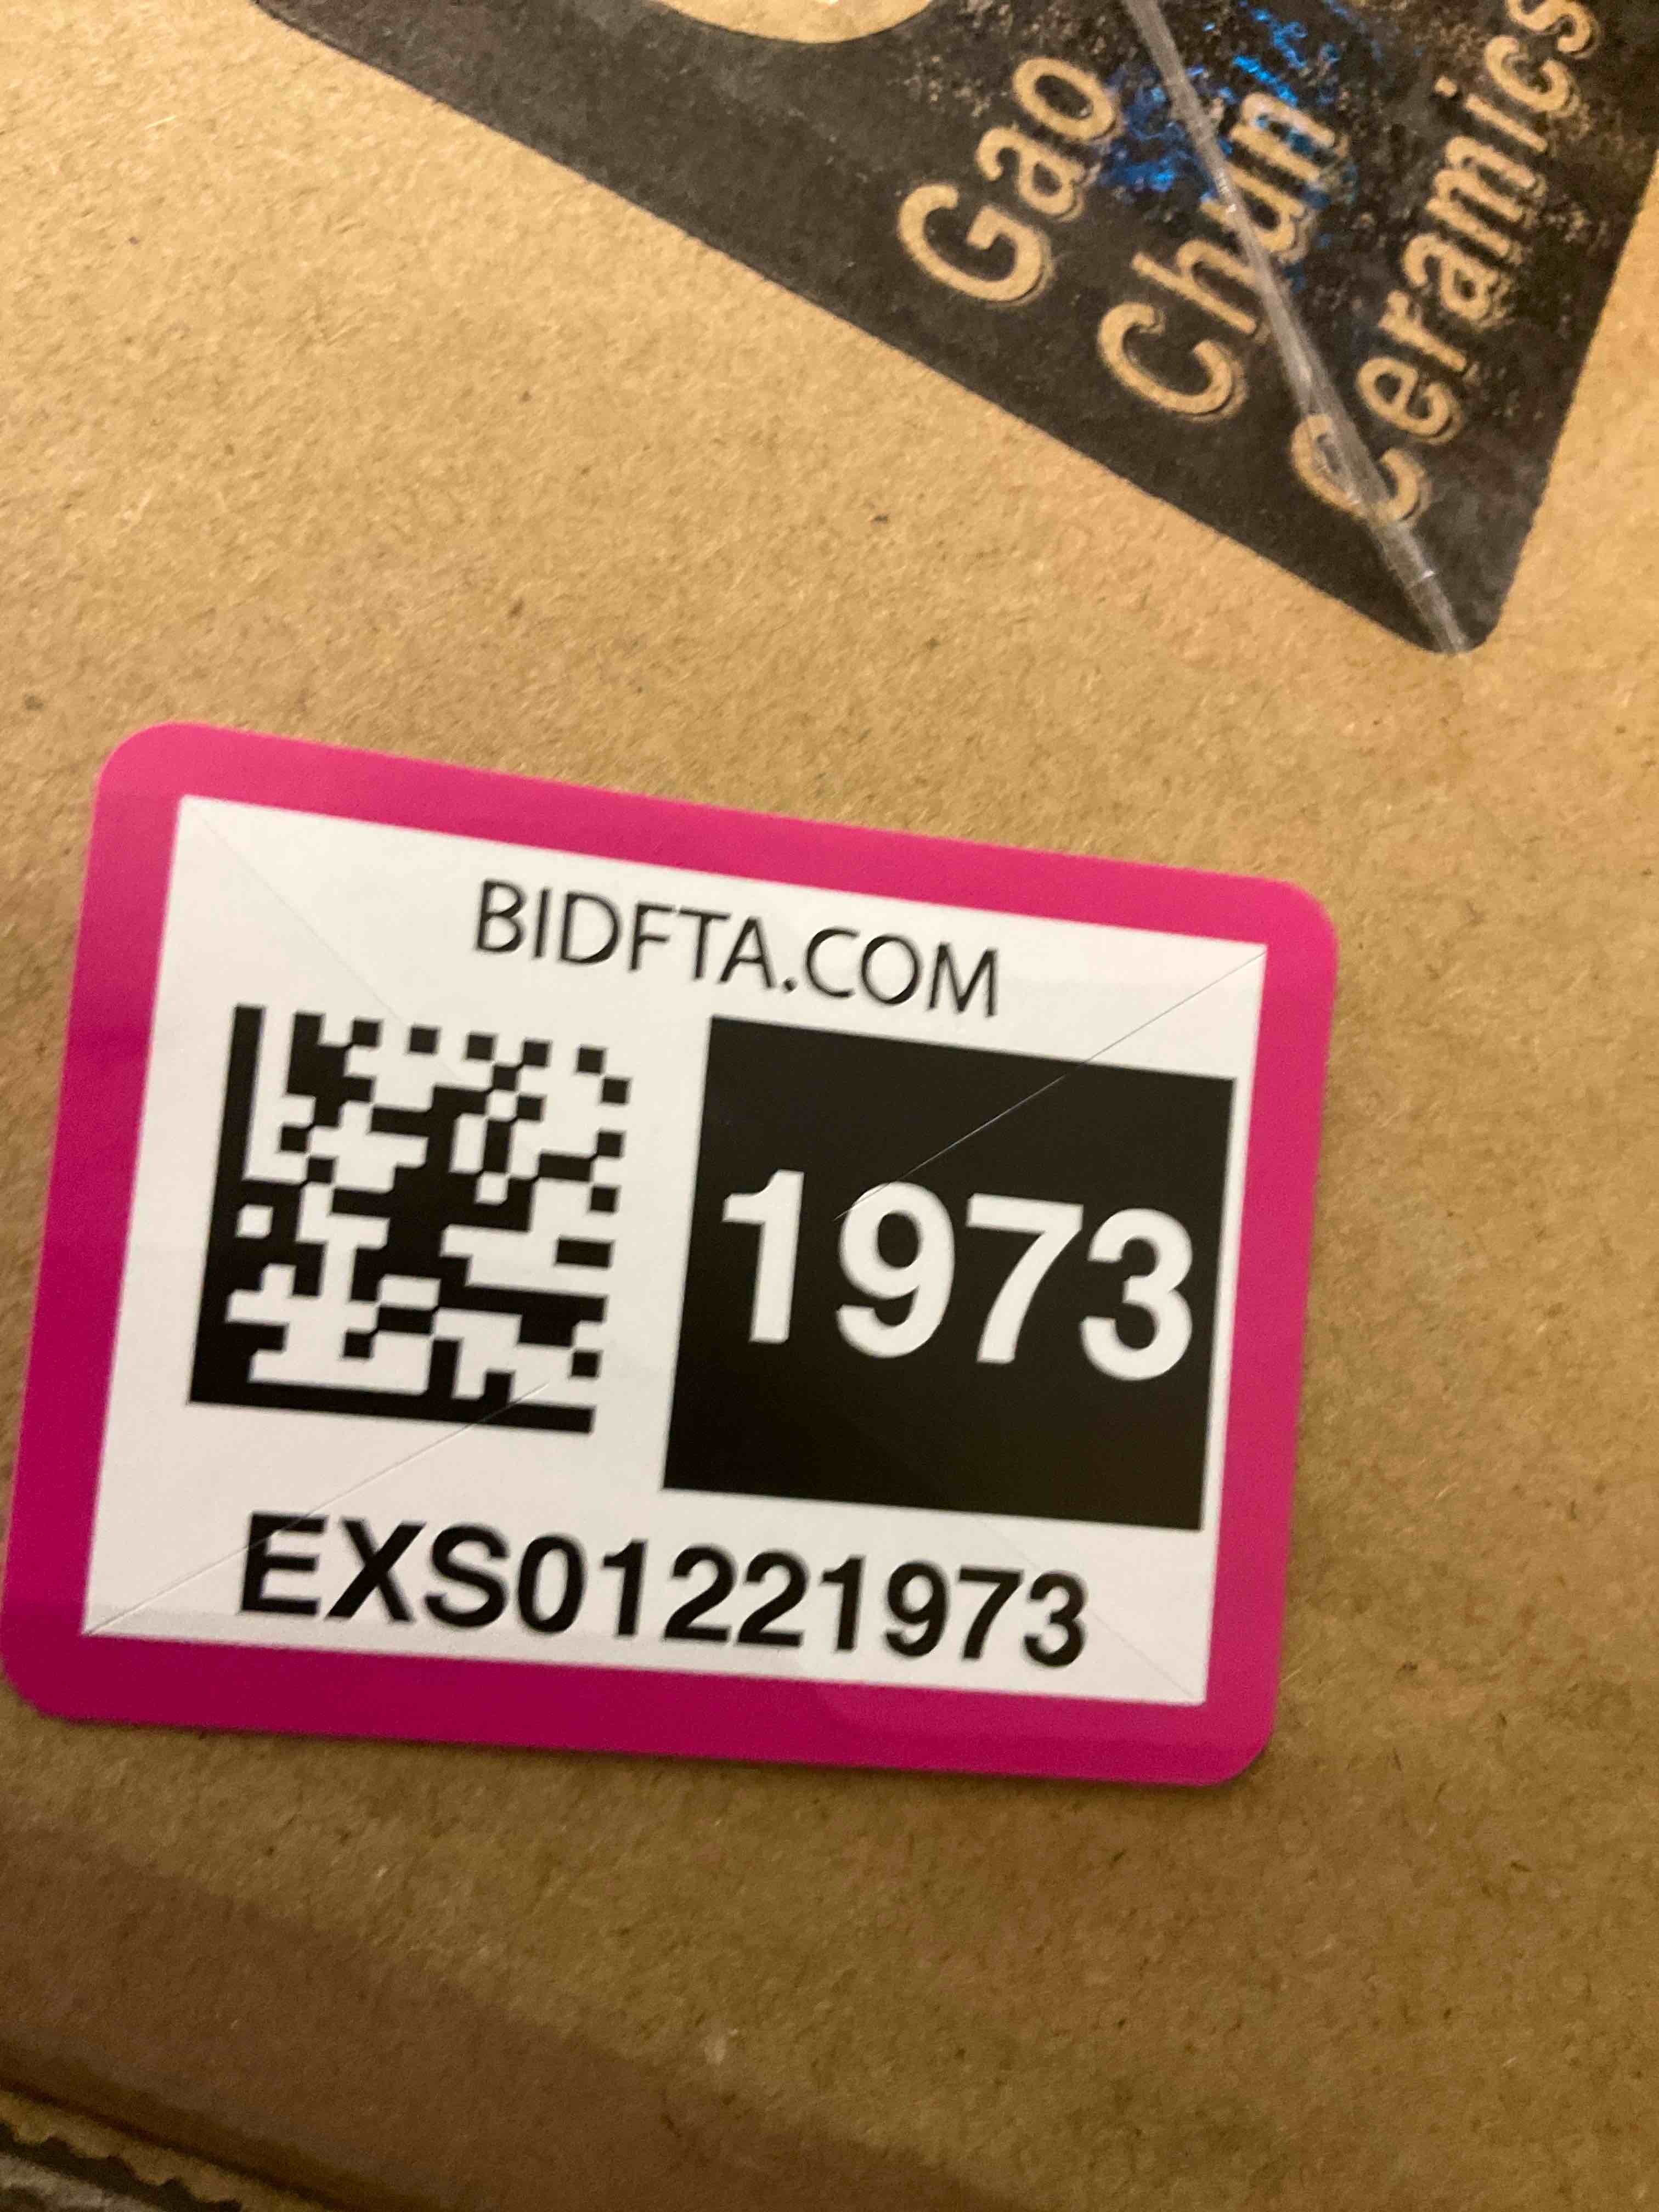 Gao
Chun
Ceramics
BIDFTA.COM
1973
EXS01221973